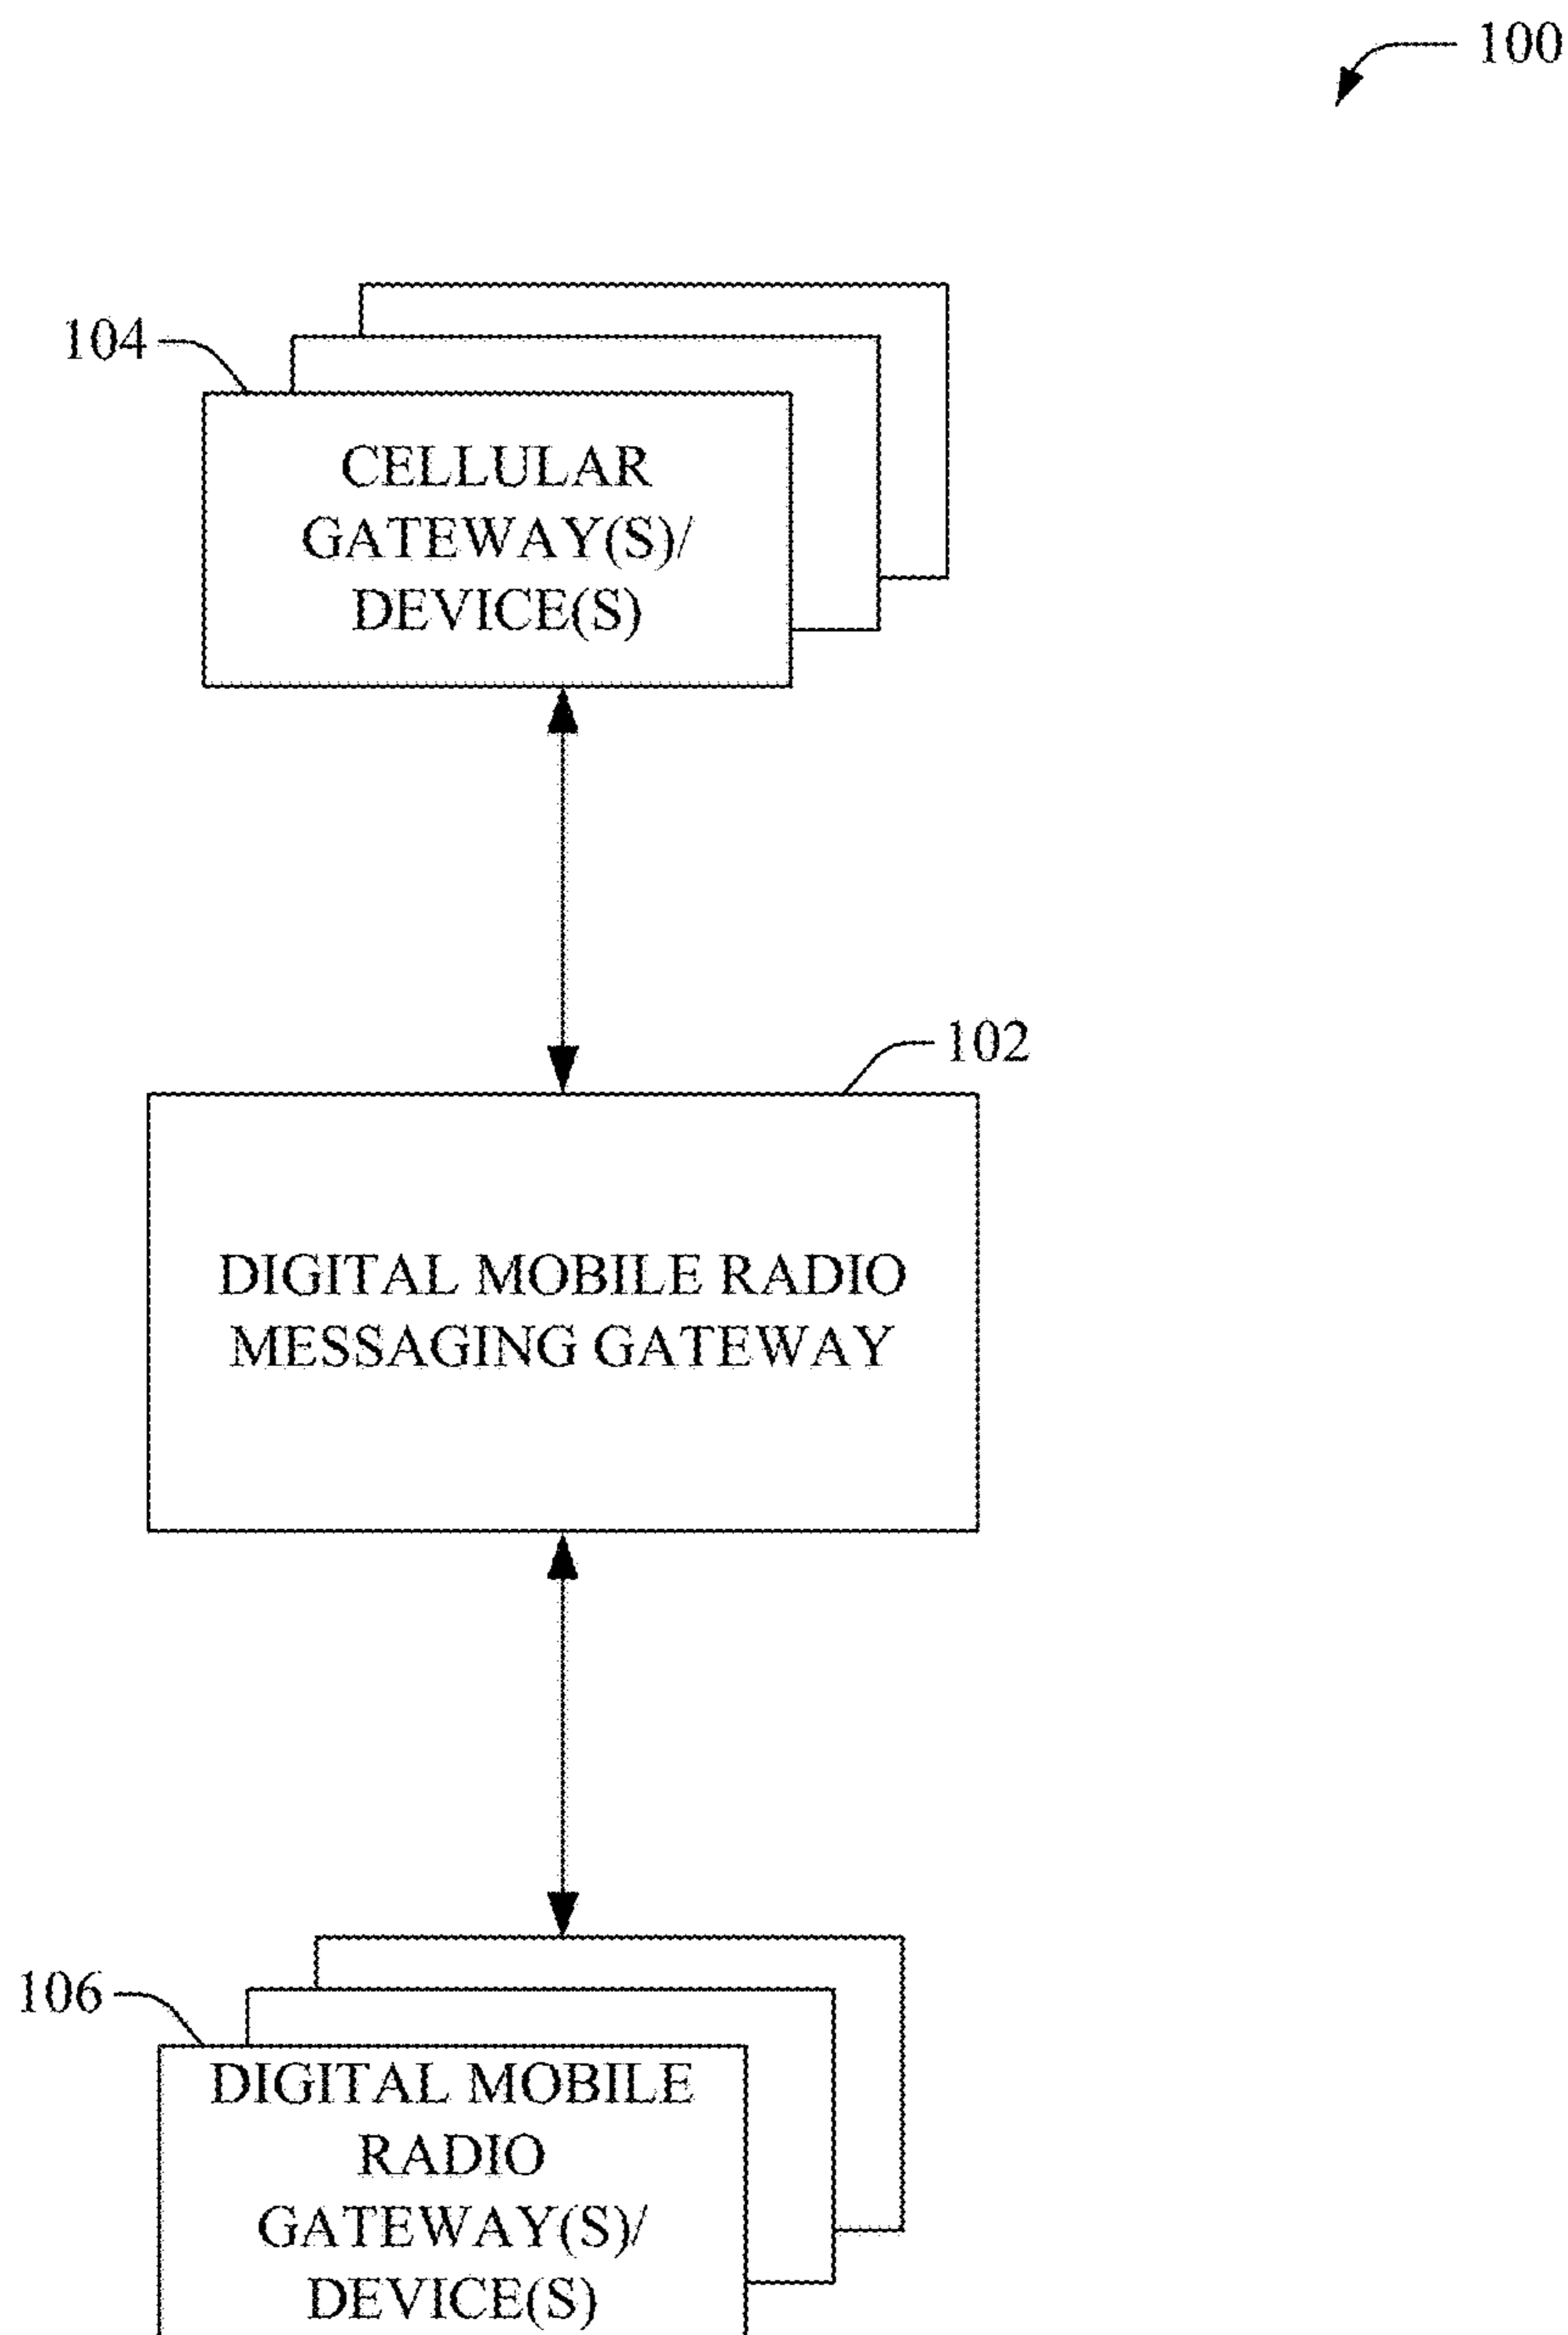 100
104
CELLULAR
GATEWAY(S)/
DEVICE(S)
102
DIGITAL MOBILE RADIO
MESSAGING GATEWAY
106
DIGITAL MOBILE
RADIO
GATEWAY(S)/
DEVICE(S)